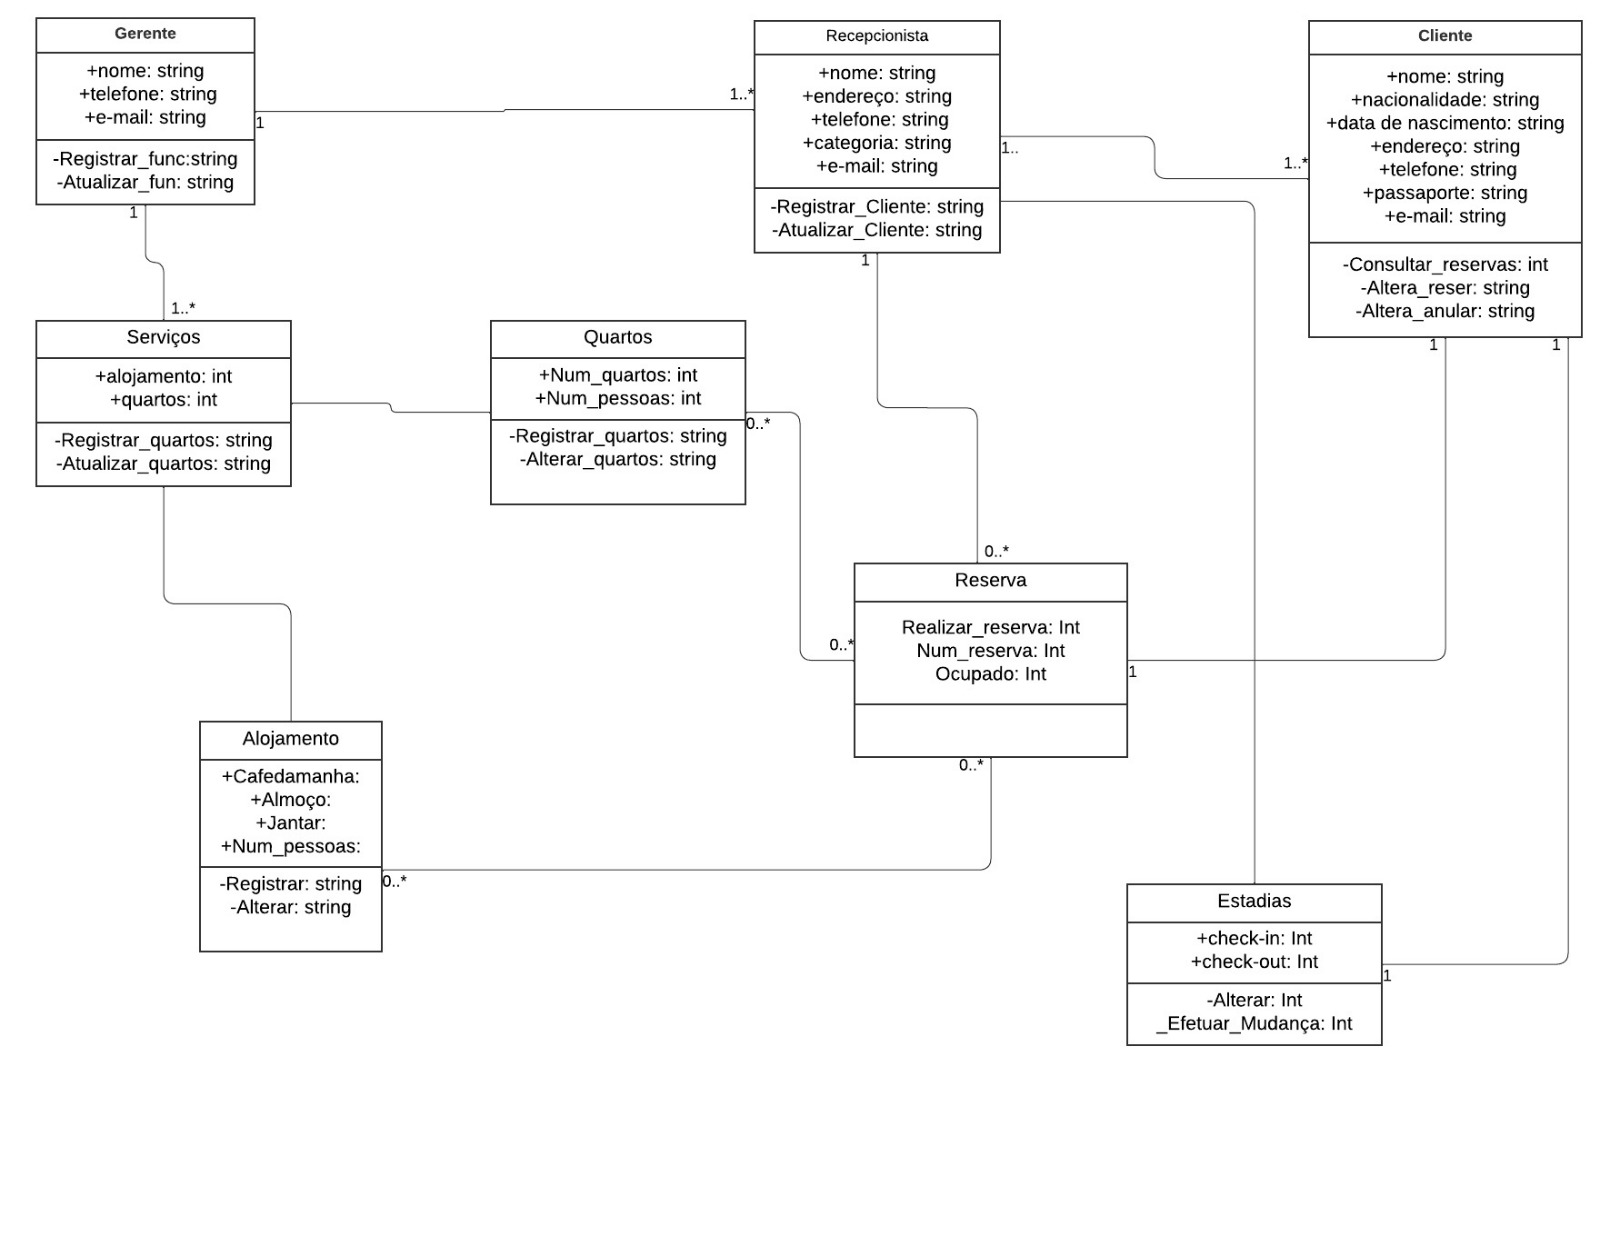 Gerente
+nome: string
+telefone: string
+e-mail: string
-Registrar_func:string
-Atualizar_fun: string
1
1
1..*
Recepcionista
+nome: string
+endereço: string
+telefone: string
+categoria: string
+e-mail: string
-Registrar_Cliente: string
-Atualizar_Cliente: string
1..
1
1..*
Cliente
+nome: string
+nacionalidade: string
+data de nascimento: string
+endereço: string
+telefone: string
+passaporte: string
+e-mail: string
-Consultar_reservas: int
-Altera_reser: string
-Altera_anular: string
1
1
1..*
Serviços
+alojamento: int
+quartos: int
-Registrar_quartos: string
-Atualizar_quartos: string
Quartos
+Num_quartos: int
+Num_pessoas: int
-Registrar_quartos: string
-Alterar_quartos: string
0..*
0..*
Reserva
Realizar_reserva: Int
Num_reserva: Int
Ocupado: Int
0..*
1
0..*
Alojamento
+Cafedamanha:
+Almoço:
+Jantar:
+Num_pessoas:
-Registrar: string
-Alterar: string
0..*
Estadias
+check-in: Int
+check-out: Int
-Alterar: Int
_Efetuar_Mudança: Int
1